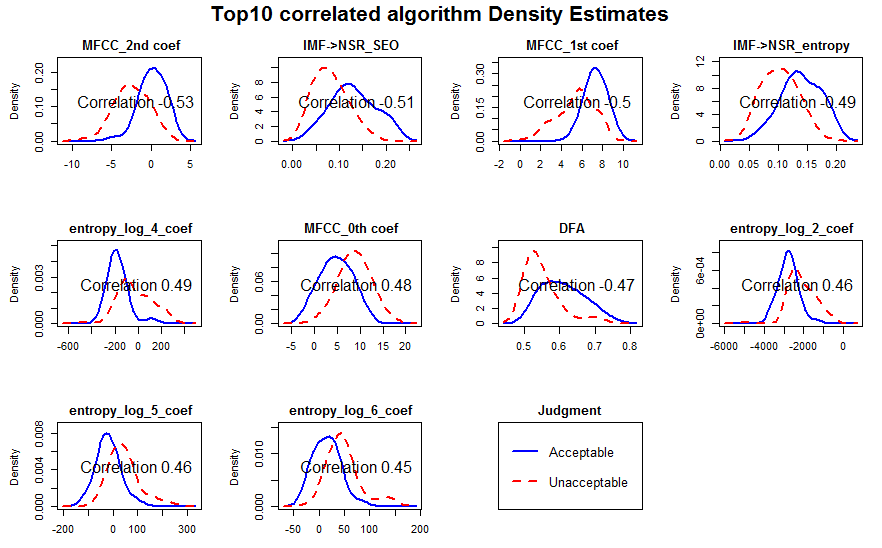 Top10 correlated algorithm Density Estimates
MFCC_2nd coef
IMF->NSR_SEO
MFCC_1st coef
IMF->NSR_entropy
Density
0.00 0.10 0.20
Correlation -0.53
-10 -5 0 5
Density
0 2 4 6 8
Correlation -0.51
0.00 0.10 0.20
Density
0.00 0.15 0.30
Correlation -0.5
-2 0 2 4 6 8 10
Density
0 4 8 12
Correlation -0.49
0.00 0.05 0.10 0.15 0.20
entropy_log_4_coef
MFCC_0th coef
DFA
entropy_log_2_coef
Density
0.000 0.003
Correlation 0.49
-600 -200 0 200
Density
0.00 0.06
Correlation 0.48
-5 0 5 10 15 20
Density
0 2 4 6 8
Correlation -0.47
0.5 0.6 0.7 0.8
Density
0e+00 6e-04
Correlation 0.46
-6000 -4000 -2000 0
entropy_log_5_coef
entropy_log_6_coef
Judgment
Density
0.000 0.004 0.008
Correlation 0.46
-200 0 100 300
Density
0.000 0.010
Correlation 0.45
-50 0 50 100 200
Acceptable
Unacceptable